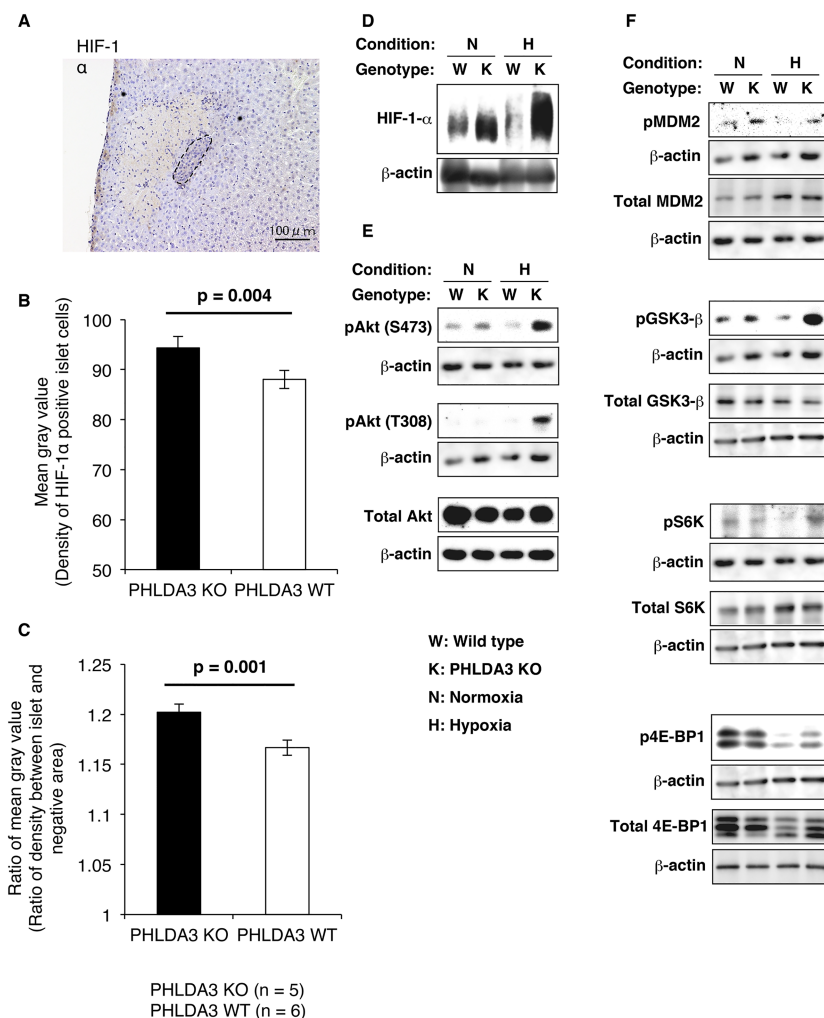 A
HIF-1
α
100μm
B
p = 0.004
Mean gray value
(Density of HIF-1α positive islet cells)
100
90
80
70
60
50
PHLDA3 KO PHLDA3 WT
C
p = 0.001
Ratio of mean gray value
(Ratio of density between islet and
negative area)
1.25
1.2
1.15
1.1
1.05
1
PHLDA3 KO PHLDA3 WT
PHLDA3 KO (n = 5)
PHLDA3 WT (n = 6)
D
Condition: N H
Genotype: W K W K
HIF-1-α
β-actin
E
Condition: N H
Genotype: W K W K
pAkt (S473)
β-actin
pAkt (T308)
β-actin
Total Akt
β-actin
W: Wild type
K: PHLDA3 KO
N: Normoxia
H: Hypoxia
F
Condition: N H
Genotype: W K W K
pMDM2
β-actin
Total MDM2
β-actin
pGSK3-β
β-actin
Total GSK3-β
β-actin
pS6K
β-actin
Total S6K
β-actin
p4E-BP1
β-actin
Total 4E-BP1
β-actin